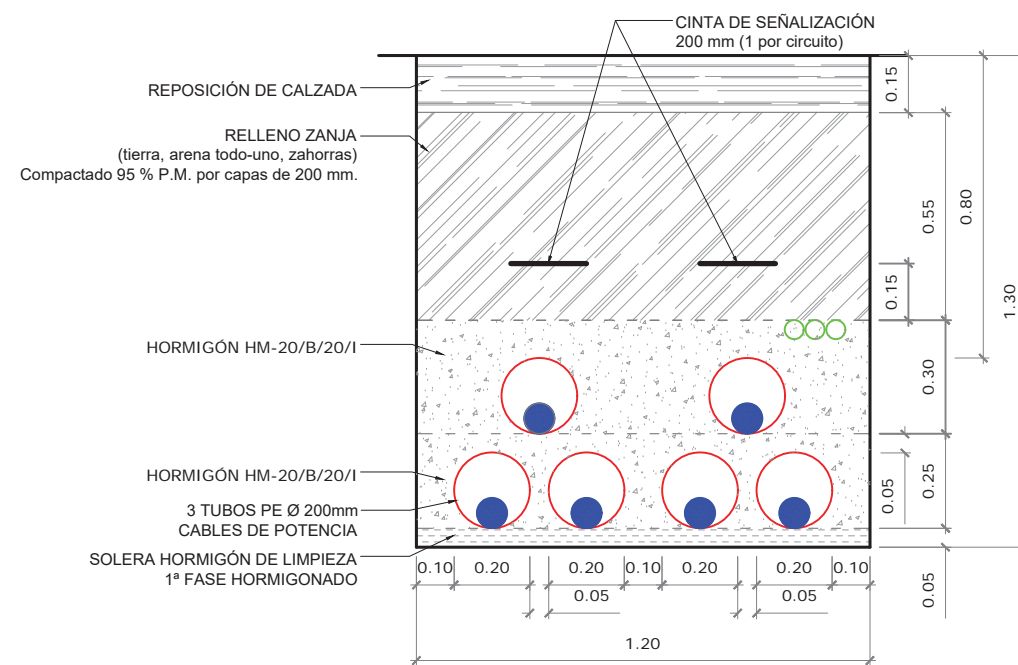 CINTA DE SEÑALIZACIÓN
200 mm (1 por circuito)
REPOSICIÓN DE CALZADA
RELLENO ZANJA
(tierra, arena todo-uno, zahorras)
Compactado 95 % P.M. por capas de 200 mm.
HORMIGÓN HM-20/B/20/I
HORMIGÓN HM-20/B/20/I
3 TUBOS PE Ø 200mm
CABLES DE POTENCIA
SOLERA HORMIGÓN DE LIMPIEZA
1ª FASE HORMIGONADO
0.15
0.55
0.80
0.15
1.30
0.30
0.05
0.25
0.05
0.10
0.20
0.20
0.10
0.20
0.20
0.10
0.05
0.05
1.20